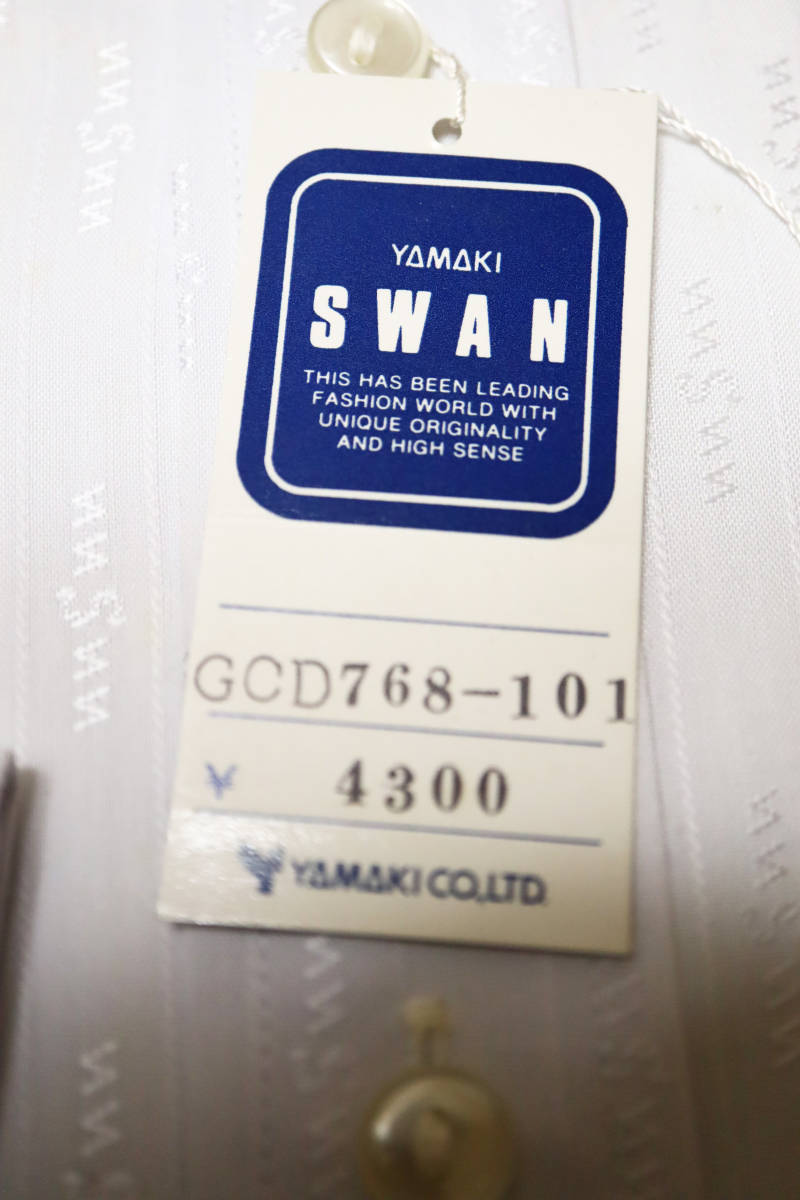 YAMAKI
SWAN
THIS HAS BEEN LEADING
FASHION WORLD WITH
UNIQUE ORIGINALITY
AND HIGH SENSE
GCD768-101
¥ 4300
YAMAKI CO.,LTD.